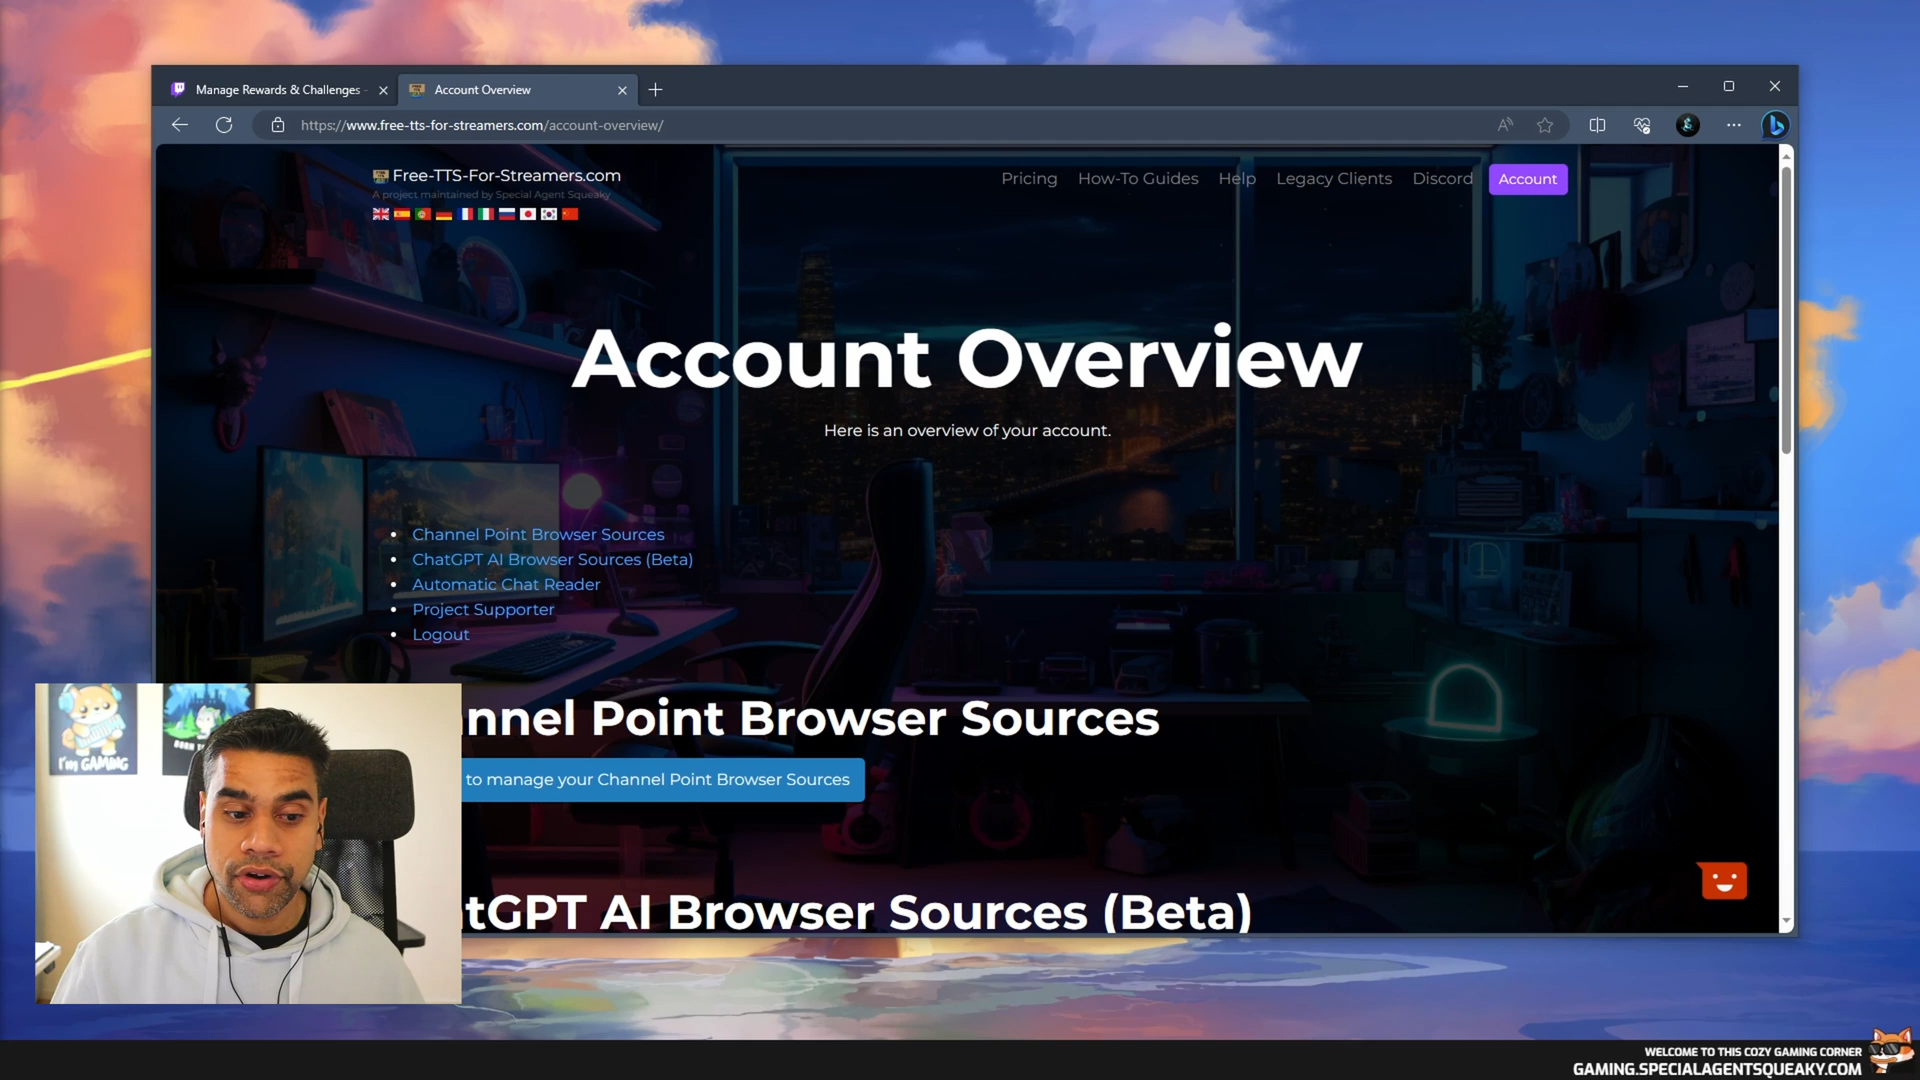 Manage Rewards & Challenges -
Account Overview
https://www.free-tts-for-streamers.com/account-overview/
Free-TTS-For-Streamers.com
A project maintained by Special Agent Squeaky
Pricing
How-To Guides
Help
Legacy Clients
Discord
Account
Account Overview
Here is an overview of your account.
Channel Point Browser Sources
ChatGPT AI Browser Sources (Beta)
Automatic Chat Reader
Project Supporter
Logout
nnel Point Browser Sources
to manage your Channel Point Browser Sources
tGPT AI Browser Sources (Beta)
I'm GAMING
WELCOME TO THIS COZY GAMING CORNER
GAMING.SPECIALAGENTSQUEAKY.COM